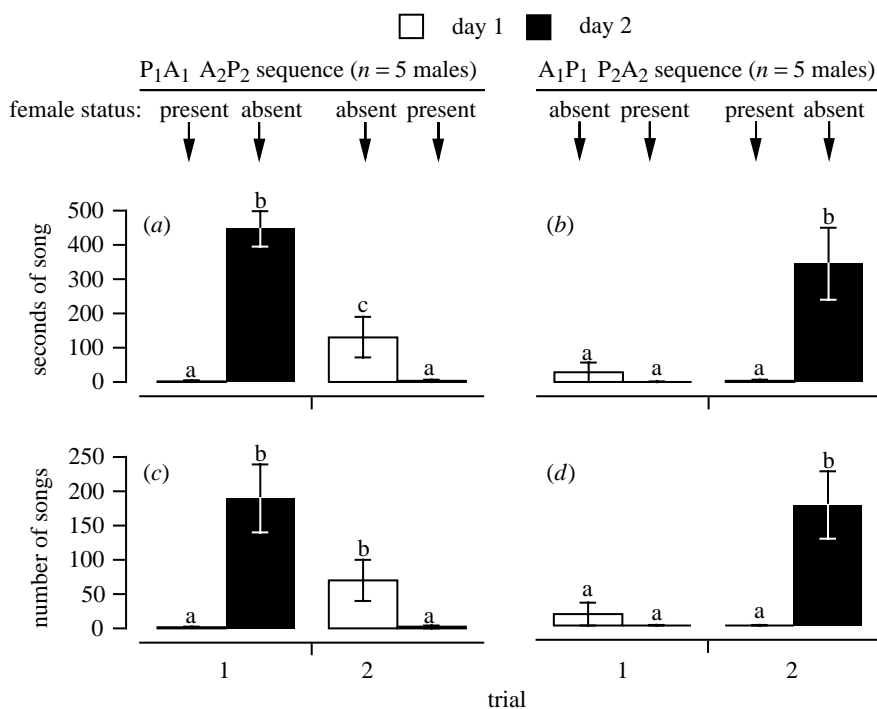 day 1 day 2
P₁A₁ A₂P₂ sequence (n = 5 males) A₁P₁ P₂A₂ sequence (n = 5 males)
female status: present absent absent present absent present present absent
500 (a) b (b) b
400
300
200 c
100 a
0 a a a a
seconds of song
250 (c) b (d) b
200
150 b
100
50 a
0 a a a a
number of songs
1 2 1 2
trial